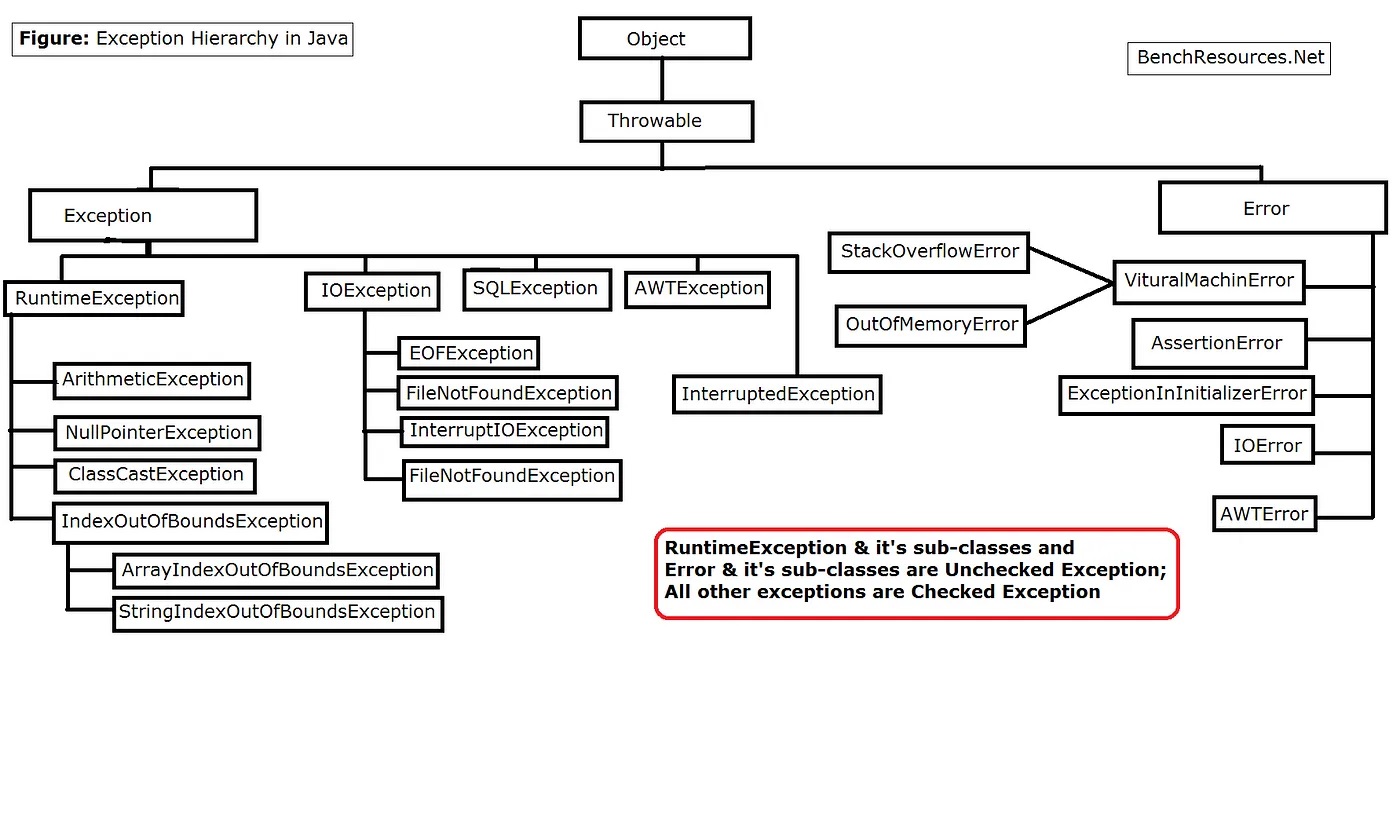 Figure: Exception Hierarchy in Java
Object
BenchResources.Net
Throwable
Exception
Error
RuntimeException
IOException
SQLException
AWTException
StackOverflowError
VituralMachinError
OutOfMemoryError
AssertionError
EOFException
FileNotFoundException
InterruptIOException
FileNotFoundException
InterruptedException
ExceptionInInitializerError
IOError
AWTError
ArithmeticException
NullPointerException
ClassCastException
IndexOutOfBoundsException
ArrayIndexOutOfBoundsException
StringIndexOutOfBoundsException
RuntimeException & it's sub-classes and
Error & it's sub-classes are Unchecked Exception;
All other exceptions are Checked Exception